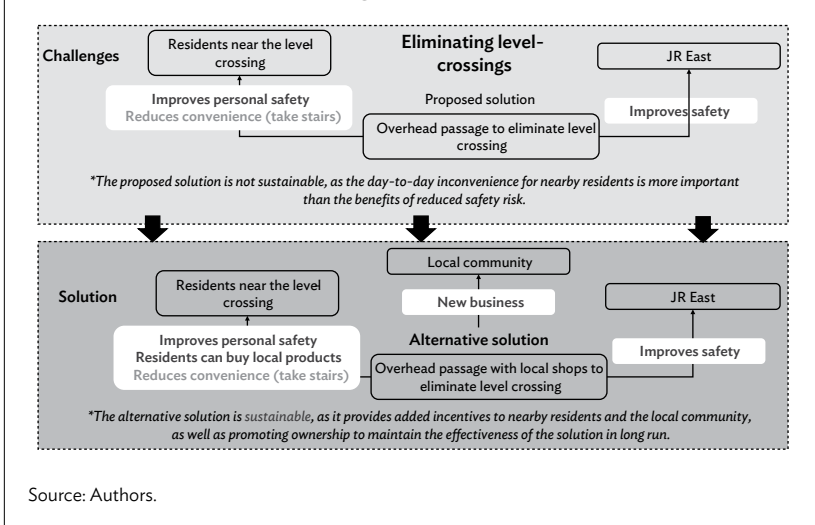 Challenges
Residents near the level
crossing
Eliminating level-
crossings
JR East
Improves personal safety
Reduces convenience (take stairs)
Proposed solution
Improves safety
Overhead passage to eliminate level
crossing
*The proposed solution is not sustainable, as the day-to-day inconvenience for nearby residents is more important
than the benefits of reduced safety risk.
Solution
Residents near the level
crossing
Local community
JR East
New business
Improves personal safety
Residents can buy local products
Reduces convenience (take stairs)
Alternative solution
Improves safety
Overhead passage with local shops to
eliminate level crossing
*The alternative solution is sustainable, as it provides added incentives to nearby residents and the local community,
as well as promoting ownership to maintain the effectiveness of the solution in long run.
Source: Authors.